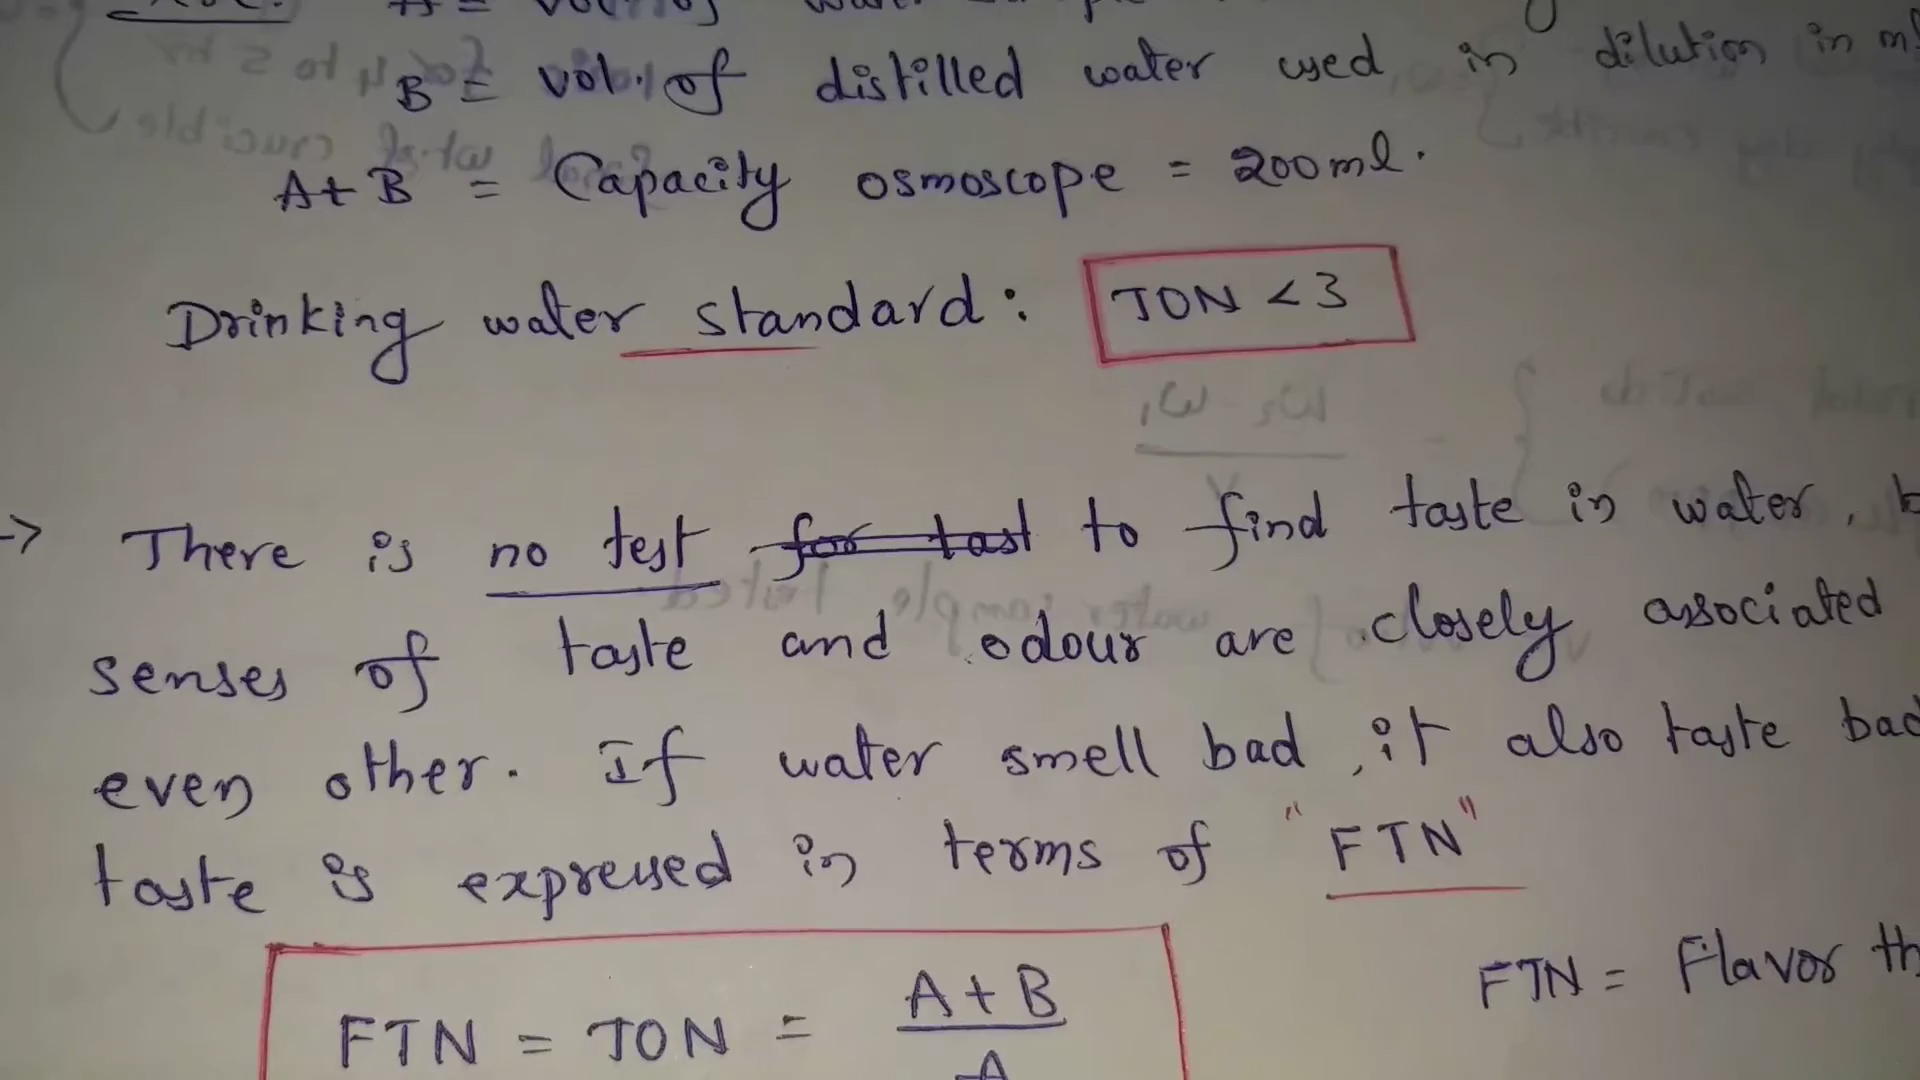 B = vol. of distilled water used in dilution in ml
A + B = Capacity osmoscope = 200ml.
Drinking water standard : TON < 3
-> There is no test for tast to find taste in water,
senses of taste and odour are closely associated
even other. If water smell bad, it also taste bad
taste is expressed in terms of "FTN"
FTN = Flavor th
FTN = TON = A + B
A